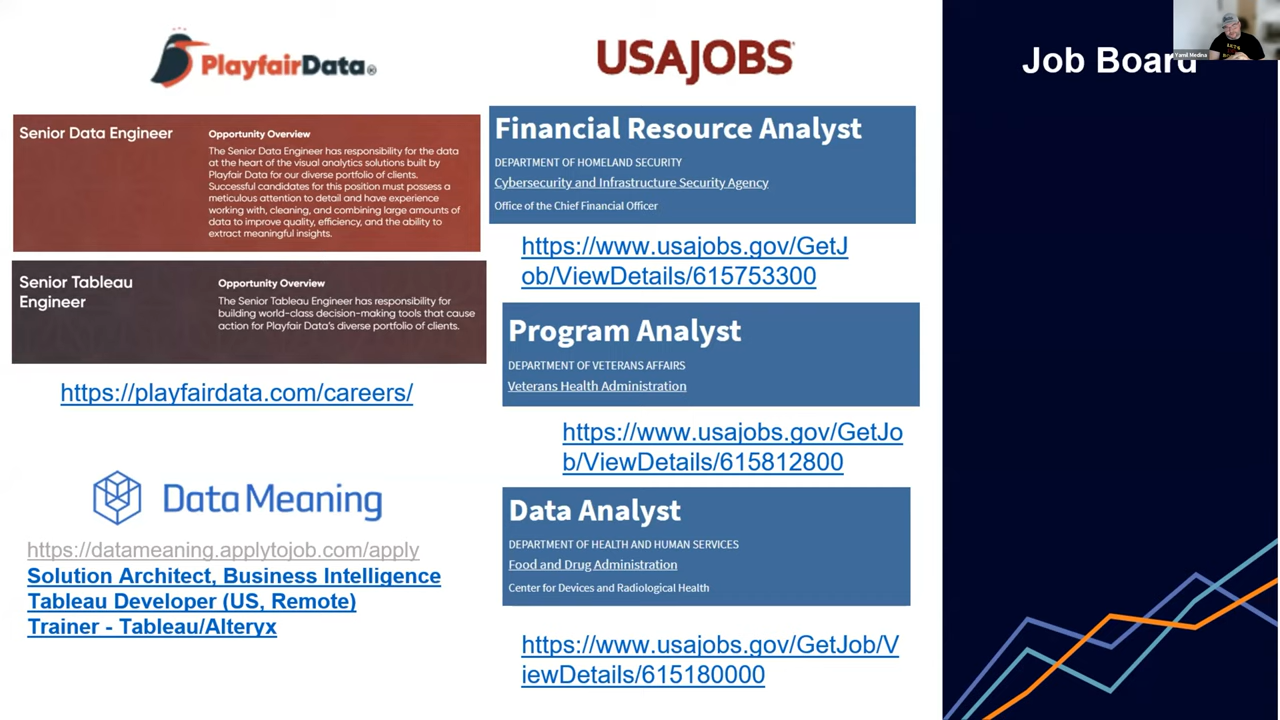 PlayfairData®
Senior Data Engineer
Opportunity Overview
The Senior Data Engineer has responsibility for the data
at the heart of the visual analytics solutions built by
Playfair Data for our diverse portfolio of clients.
Successful candidates for this position must possess a
meticulous attention to detail and have experience
working with, cleaning, and combining large amounts of
data to improve quality, efficiency, and the ability to
extract meaningful insights.
Senior Tableau
Engineer
Opportunity Overview
The Senior Tableau Engineer has responsibility for
building world-class decision-making tools that cause
action for Playfair Data's diverse portfolio of clients.
https://playfairdata.com/careers/
Data Meaning
https://datameaning.applytojob.com/apply
Solution Architect, Business Intelligence
Tableau Developer (US, Remote)
Trainer - Tableau/Alteryx
USAJOBS
Financial Resource Analyst
DEPARTMENT OF HOMELAND SECURITY
Cybersecurity and Infrastructure Security Agency
Office of the Chief Financial Officer
https://www.usajobs.gov/GetJ
ob/ViewDetails/615753300
Program Analyst
DEPARTMENT OF VETERANS AFFAIRS
Veterans Health Administration
https://www.usajobs.gov/GetJo
b/ViewDetails/615812800
Data Analyst
DEPARTMENT OF HEALTH AND HUMAN SERVICES
Food and Drug Administration
Center for Devices and Radiological Health
https://www.usajobs.gov/GetJob/V
iewDetails/615180000
Job Board
Yamil Medina